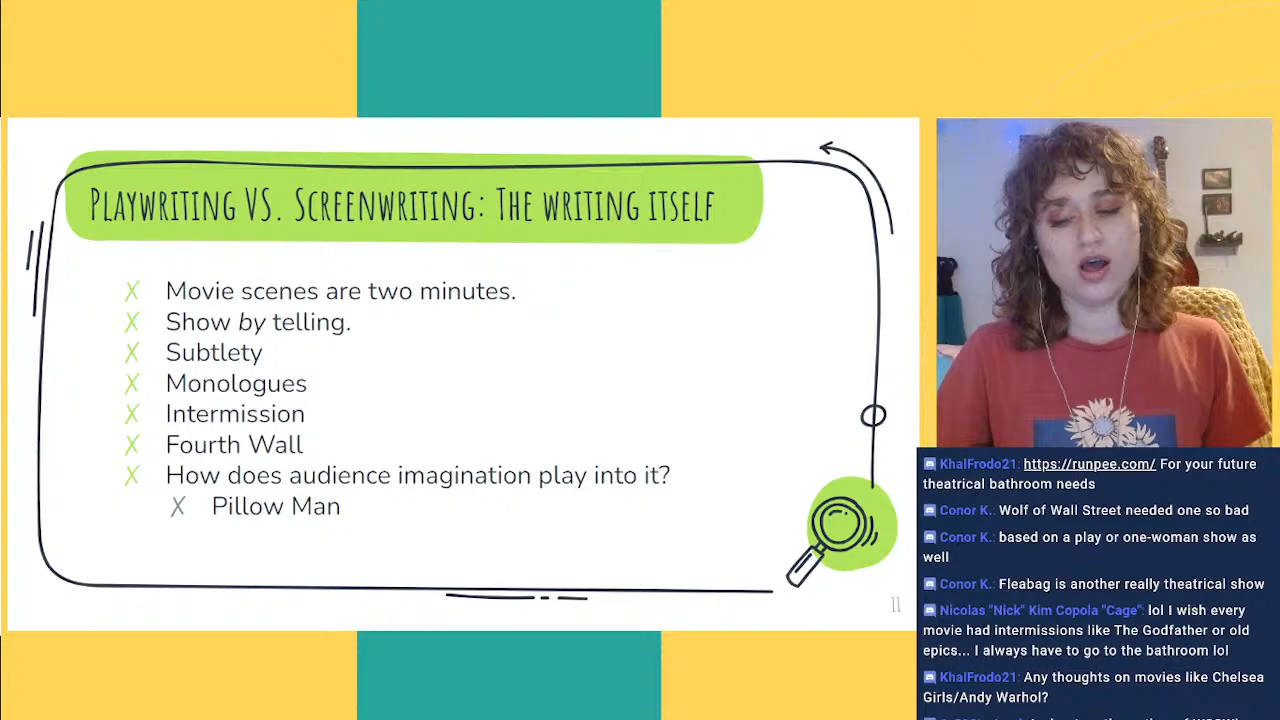 Playwriting VS. Screenwriting: The writing itself
X Movie scenes are two minutes.
X Show by telling.
X Subtlety
X Monologues
X Intermission
X Fourth Wall
X How does audience imagination play into it?
X Pillow Man
11
KhalFrodo21: https://runpee.com/ For your future
theatrical bathroom needs
Conor K.: Wolf of Wall Street needed one so bad
Conor K.: based on a play or one-woman show as
well
Conor K.: Fleabag is another really theatrical show
Nicolas "Nick" Kim Copola "Cage": lol I wish every
movie had intermissions like The Godfather or old
epics... I always have to go to the bathroom lol
KhalFrodo21: Any thoughts on movies like Chelsea
Girls/Andy Warhol?